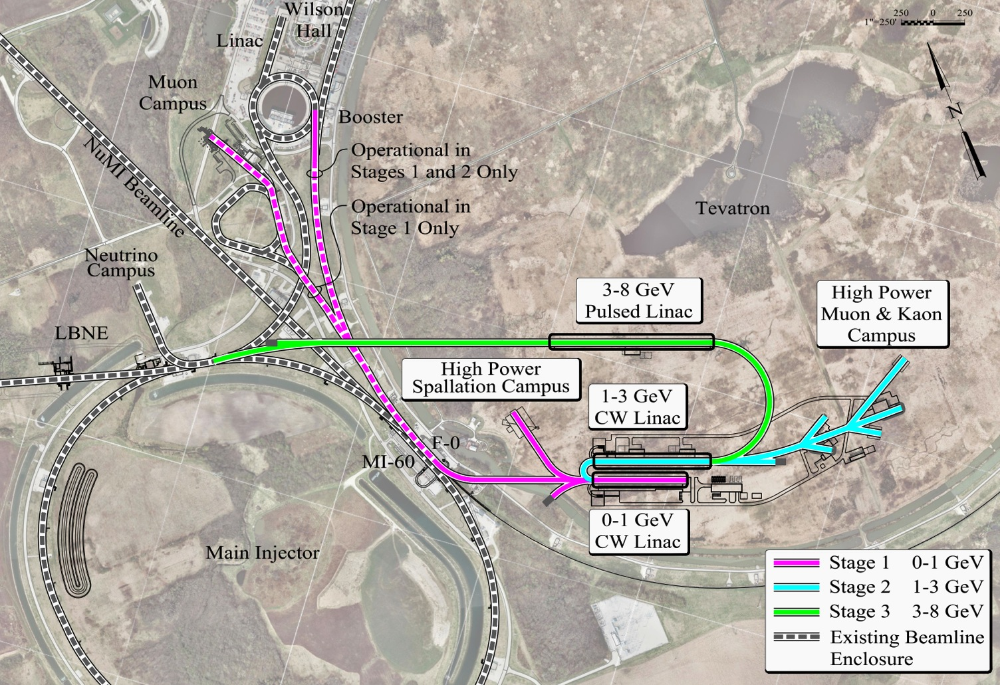 Wilson
Hall
Linac
250 0 250
1"=250'
N
Muon
Campus
Booster
Operational in
Stages 1 and 2 Only
NuMI Beamline
Operational in
Stage 1 Only
Tevatron
Neutrino
Campus
3-8 GeV
Pulsed Linac
High Power
Muon & Kaon
Campus
LBNE
High Power
Spallation Campus
1-3 GeV
CW Linac
F-0
MI-60
0-1 GeV
CW Linac
Main Injector
Stage 1 0-1 GeV
Stage 2 1-3 GeV
Stage 3 3-8 GeV
Existing Beamline
Enclosure